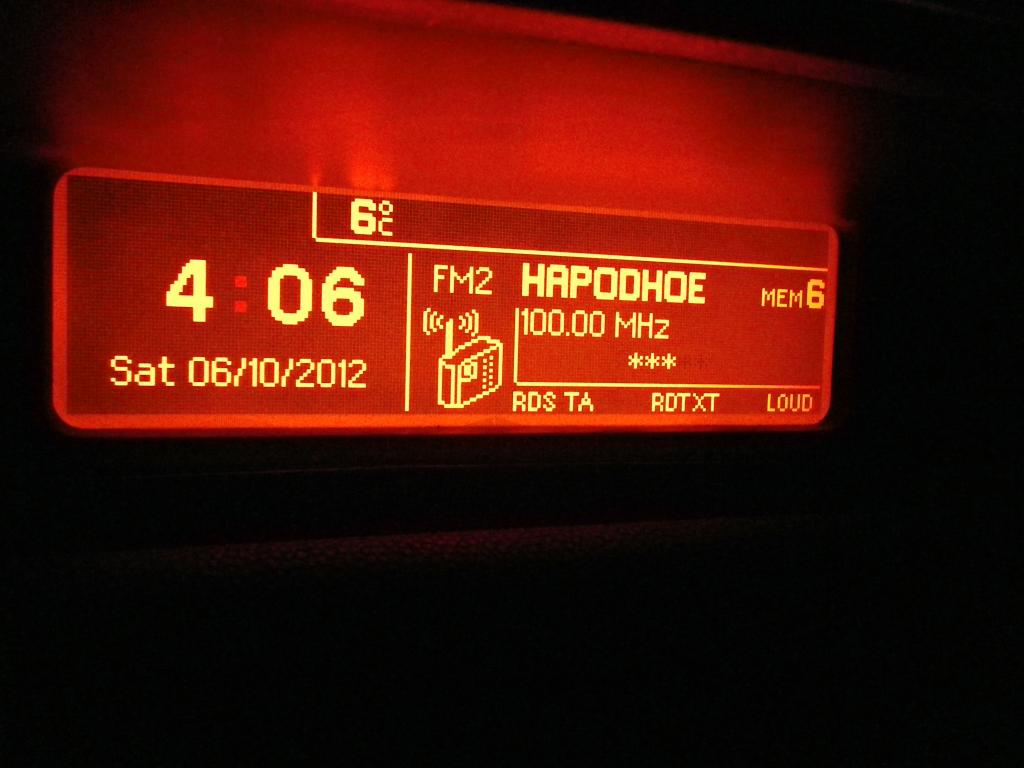 6°C
4:06
Sat 06/10/2012
FM2
HAPODHOE
MEM 6
100.00 MHz
***
RDS TA RDTXT LOUD